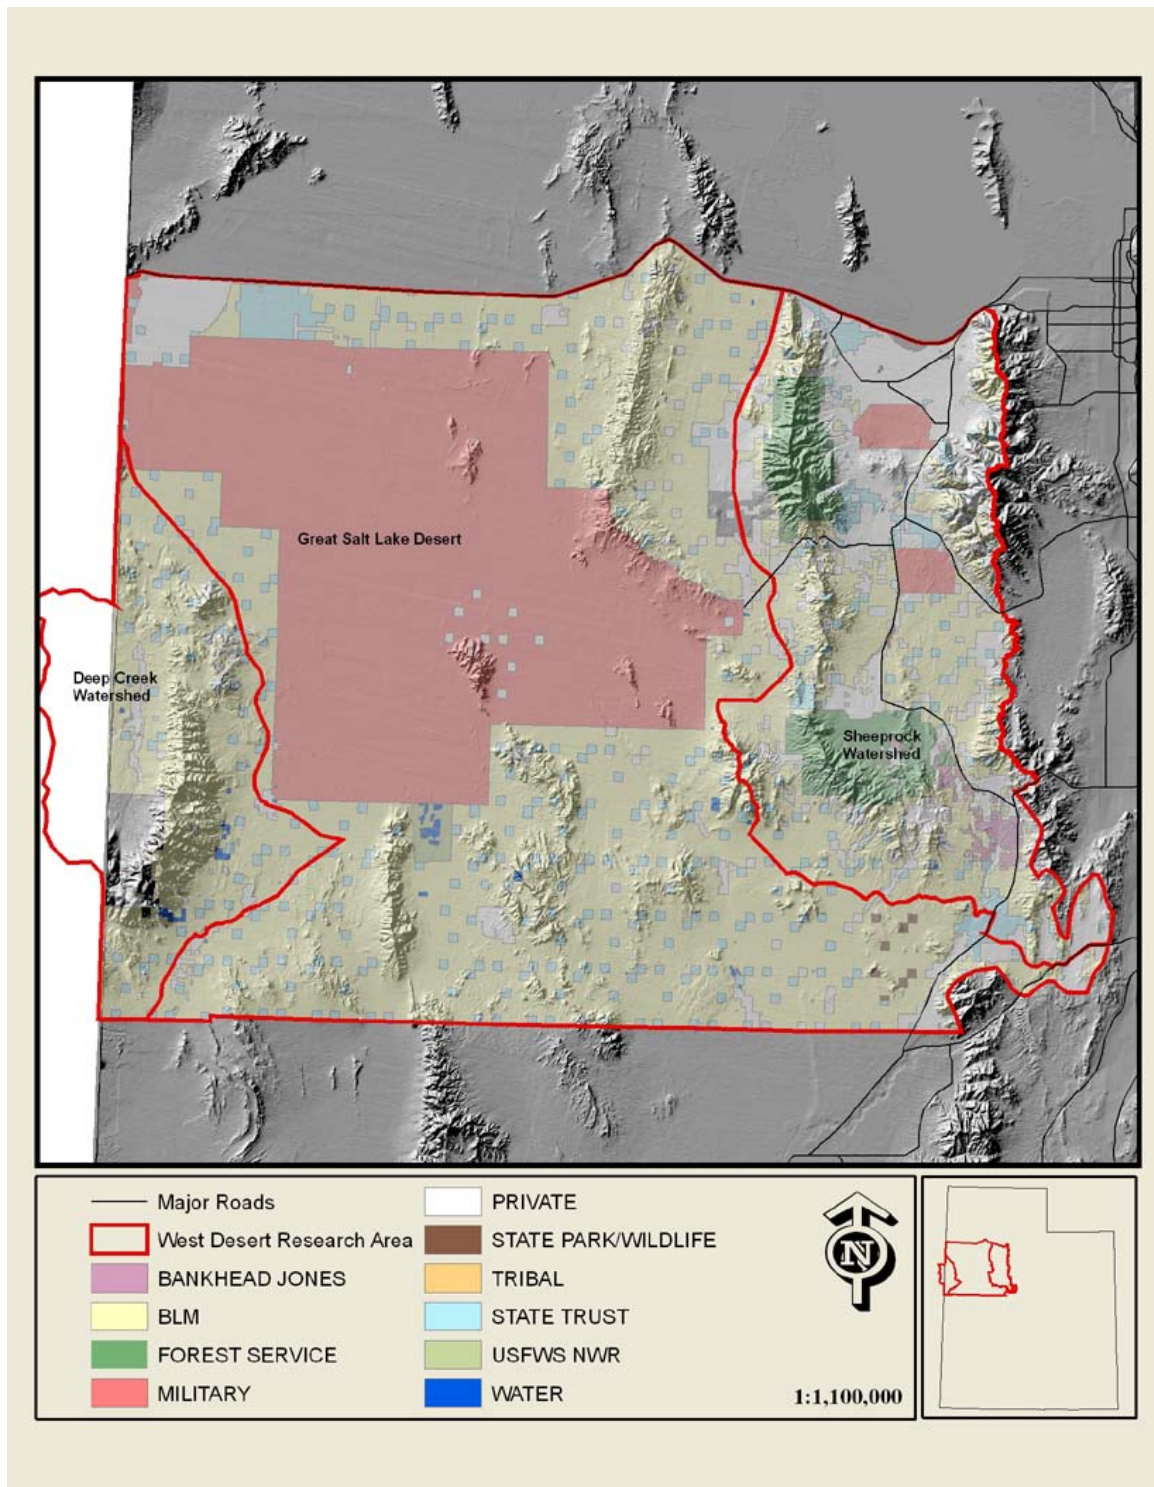 Great Salt Lake Desert
Deep Creek
Watershed
Sheeprock
Watershed
Major Roads
West Desert Research Area
BANKHEAD JONES
BLM
FOREST SERVICE
MILITARY
PRIVATE
STATE PARK/WILDLIFE
TRIBAL
STATE TRUST
USFWS NWR
WATER
N
1:1,100,000